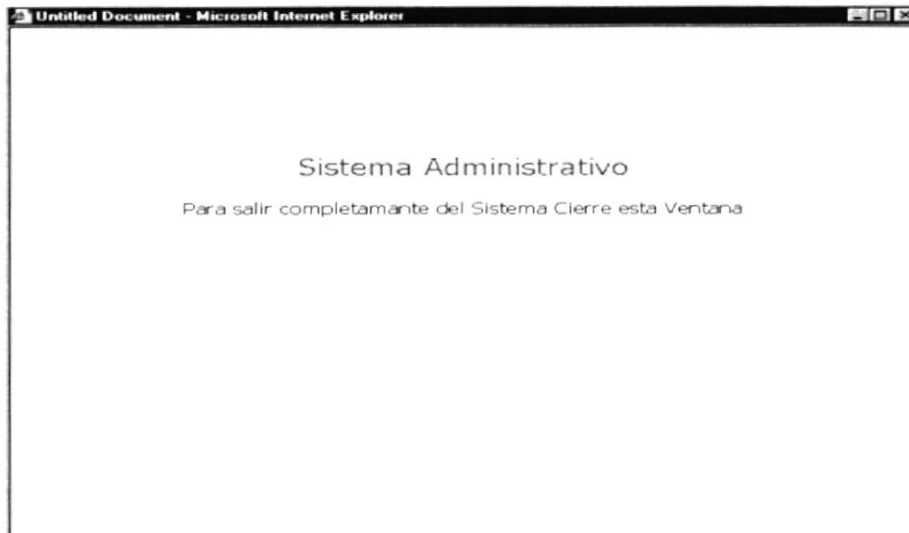 Untitled Document - Microsoft Internet Explorer
Sistema Administrativo
Para salir completamante del Sistema Cierre esta Ventana